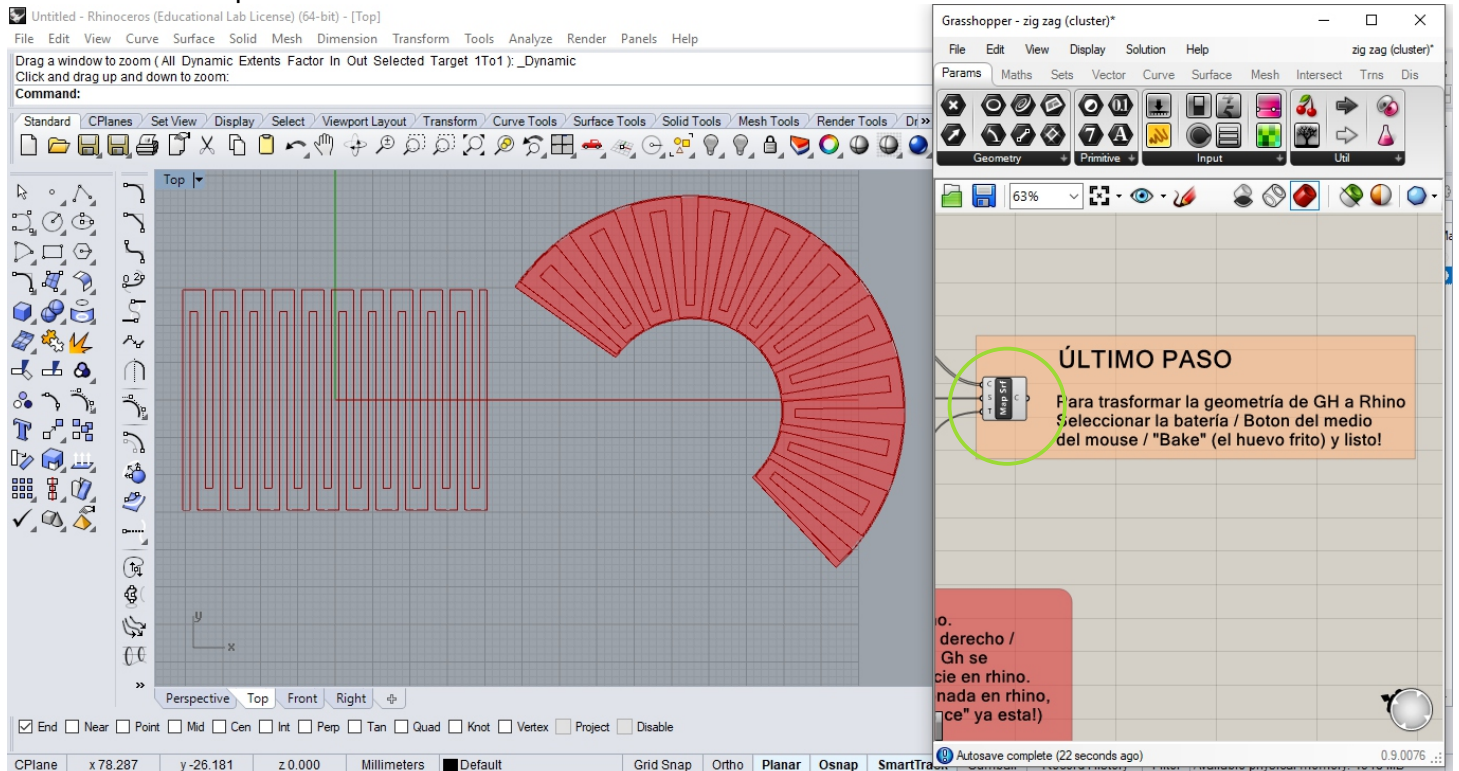 Untitled - Rhinoceros (Educational Lab License) (64-bit) - [Top]
File Edit View Curve Surface Solid Mesh Dimension Transform Tools Analyze Render Panels Help
Drag a window to zoom ( All Dynamic Extents Factor In Out Selected Target 1To1 ): _Dynamic
Click and drag up and down to zoom:
Command:
Standard CPlanes Set View Display Select Viewport Layout Transform Curve Tools Surface Tools Solid Tools Mesh Tools Render Tools Dr »
Top
y
x
Perspective Top Front Right
End Near Point Mid Cen Int Perp Tan Quad Knot Vertex Project Disable
CPlane x 78.287 y -26.181 z 0.000 Millimeters Default Grid Snap Ortho Planar Osnap SmartTrack
Grasshopper - zig zag (cluster)*
File Edit View Display Solution Help zig zag (cluster)*
Params Maths Sets Vector Curve Surface Mesh Intersect Trns Dis
Geometry Primitive Input Util
63%
ÚLTIMO PASO
C
S
T
Map Srf
C
Para trasformar la geometría de GH a Rhino
Seleccionar la batería / Boton del medio
del mouse / "Bake" (el huevo frito) y listo!
o.
derecho /
Gh se
cie en rhino.
nada en rhino,
ce" ya esta!)
Autosave complete (22 seconds ago) 0.9.0076